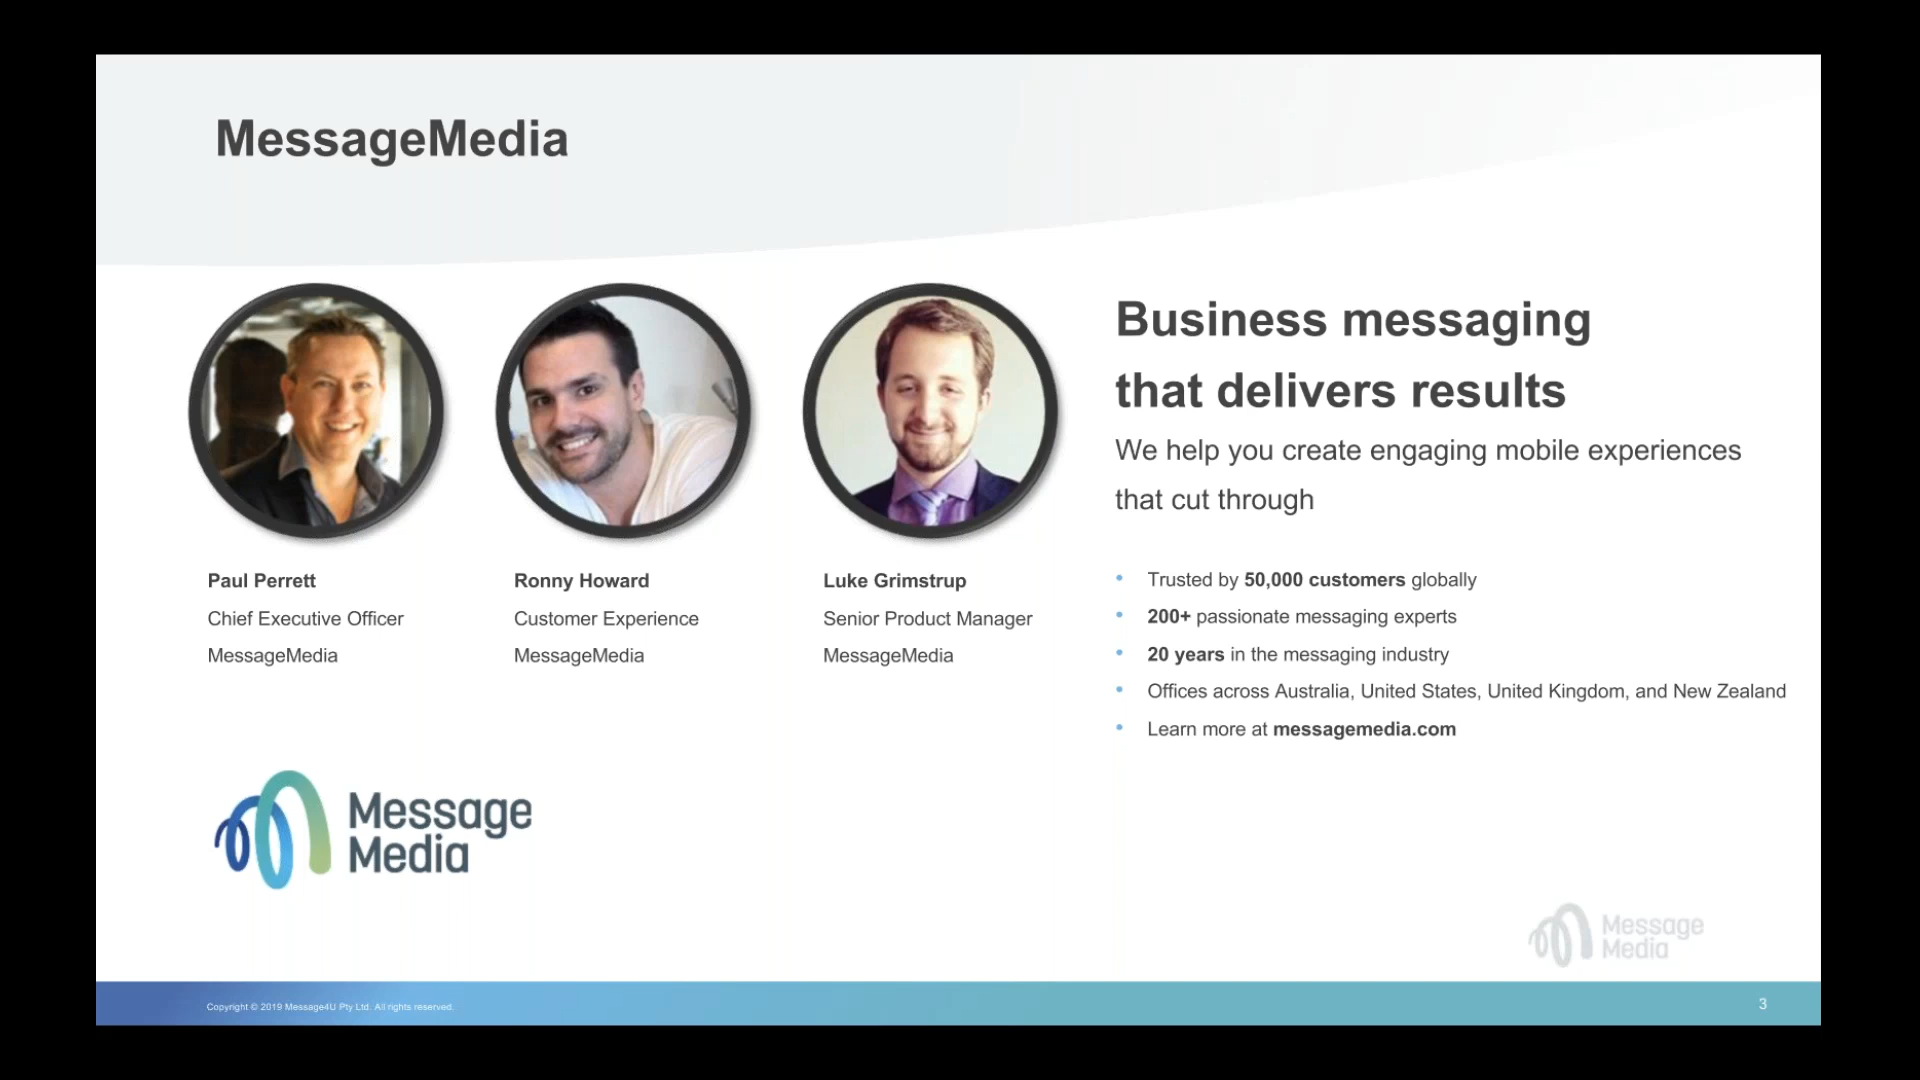 MessageMedia
Paul Perrett
Chief Executive Officer
MessageMedia
Ronny Howard
Customer Experience
MessageMedia
Luke Grimstrup
Senior Product Manager
MessageMedia
Business messaging
that delivers results
We help you create engaging mobile experiences
that cut through
• Trusted by 50,000 customers globally
• 200+ passionate messaging experts
• 20 years in the messaging industry
• Offices across Australia, United States, United Kingdom, and New Zealand
• Learn more at messagemedia.com
Message
Media
Message
Media
Copyright © 2019 Message4U Pty Ltd. All rights reserved.
3